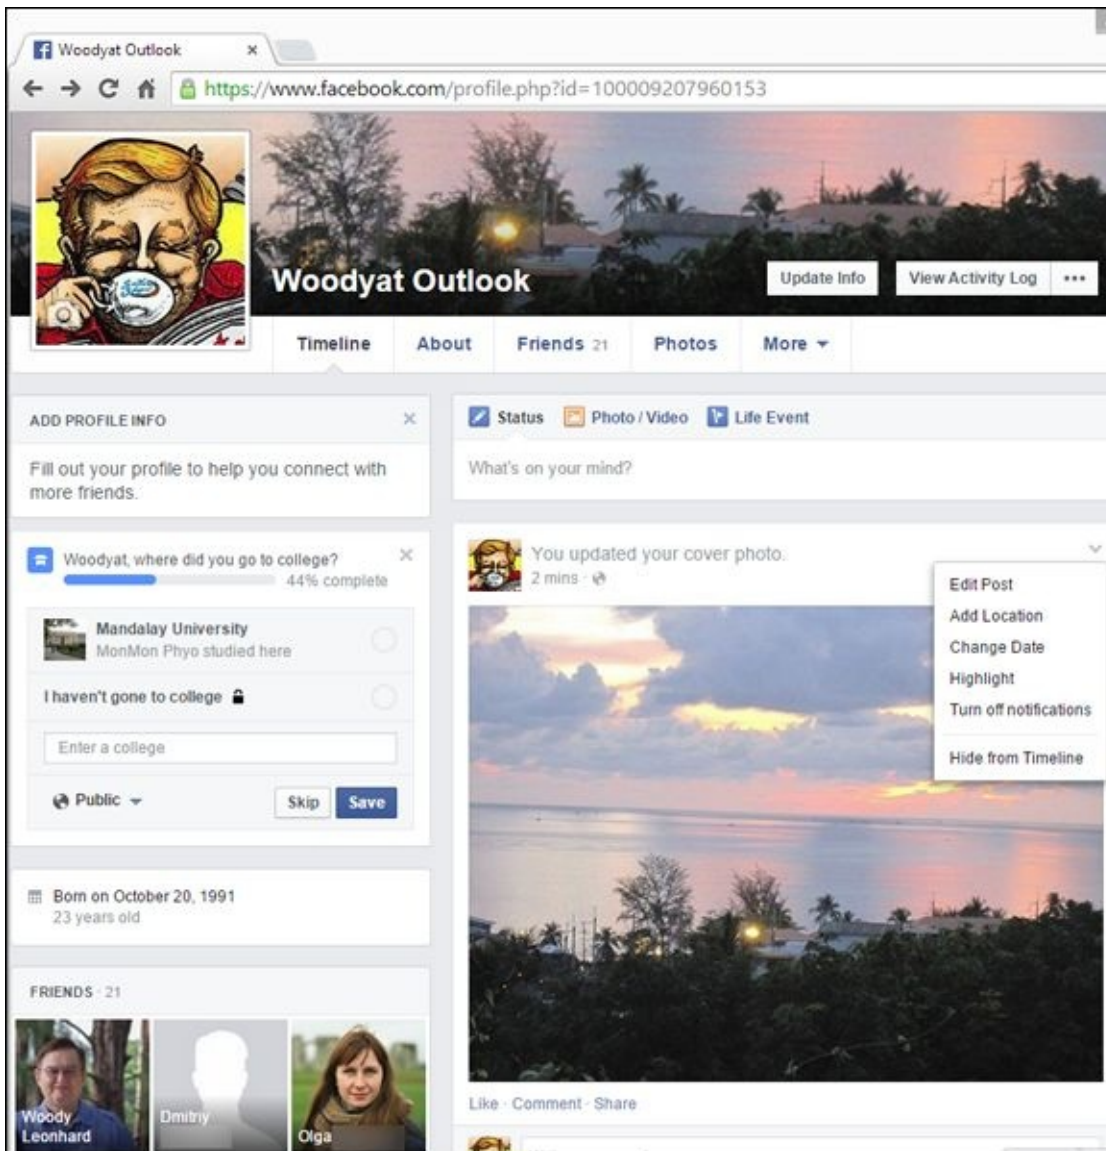 Woodyat Outlook
https://www.facebook.com/profile.php?id=100009207960153
Woodyat Outlook
Update Info
View Activity Log
Timeline
About
Friends 21
Photos
More
ADD PROFILE INFO
Fill out your profile to help you connect with
more friends.
Woodyat, where did you go to college?
44% complete
Mandalay University
MonMon Phyo studied here
I haven't gone to college
Enter a college
Public
Skip
Save
Born on October 20, 1991
23 years old
FRIENDS · 21
Woody
Leonhard
Dmitriy
Olga
Status
Photo / Video
Life Event
What's on your mind?
You updated your cover photo.
2 mins ·
Edit Post
Add Location
Change Date
Highlight
Turn off notifications
Hide from Timeline
Like · Comment · Share